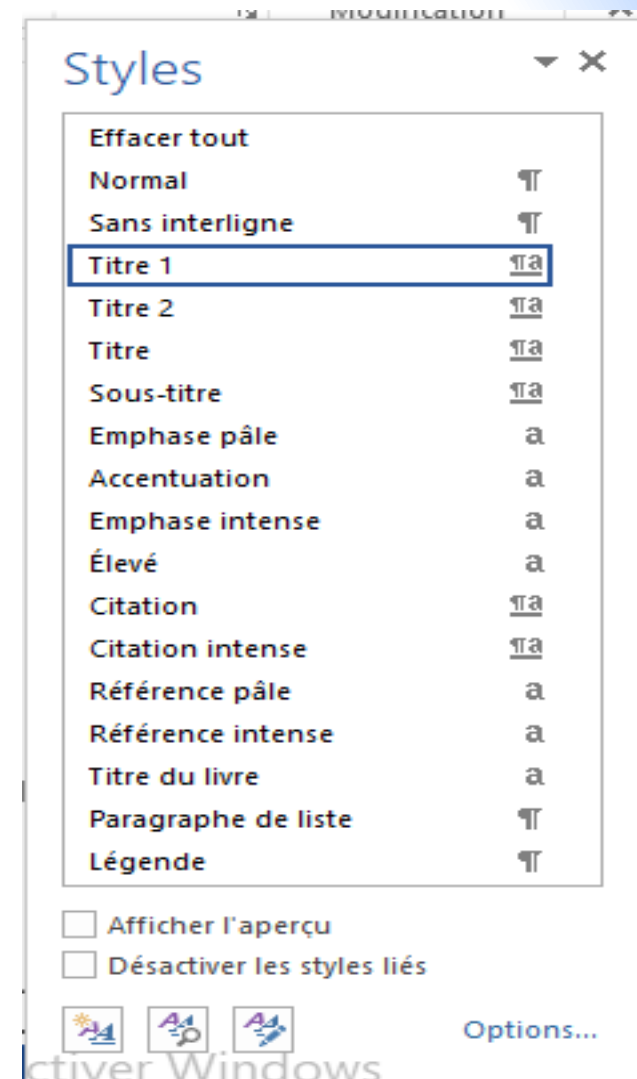 Modification
Styles
Effacer tout
Normal ¶
Sans interligne ¶
Titre 1 ¶a
Titre 2 ¶a
Titre ¶a
Sous-titre ¶a
Emphase pâle a
Accentuation a
Emphase intense a
Élevé a
Citation ¶a
Citation intense ¶a
Référence pâle a
Référence intense a
Titre du livre a
Paragraphe de liste ¶
Légende ¶
Afficher l'aperçu
Désactiver les styles liés
Options...
ctiver Windows